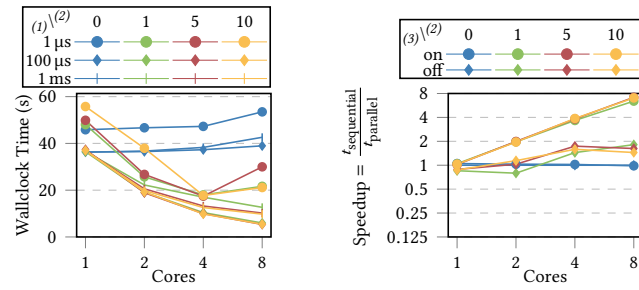 (1)\(2) 0 1 5 10
1 μs
100 μs
1 ms
60
40
20
0
1 2 4 8
Cores
Wallclock Time (s)
(3)\(2) 0 1 5 10
on
off
8
4
2
1
0.5
0.25
0.125
1 2 4 8
Cores
Speedup = t_sequential / t_parallel